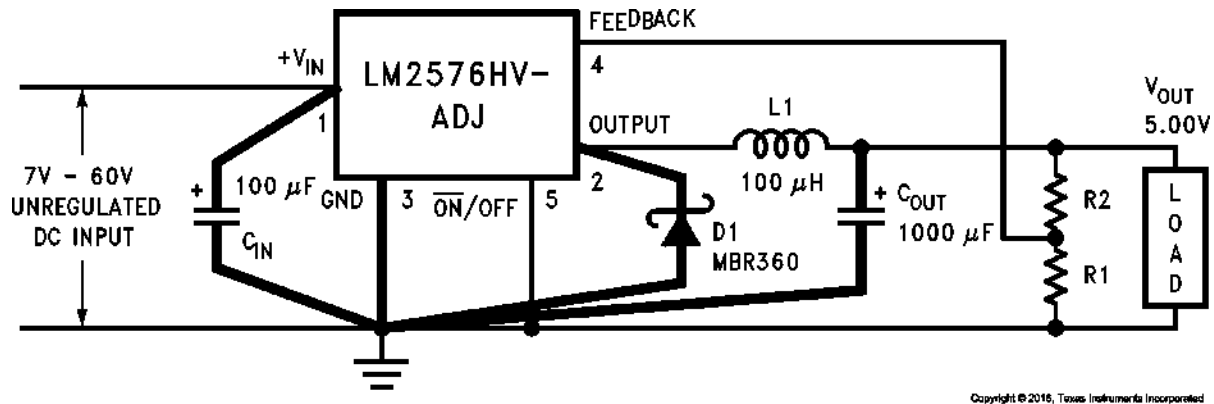 FEEDBACK
+VIN
LM2576HV-
ADJ
4
1
OUTPUT
L1
VOUT
5.00V
7V - 60V
UNREGULATED
DC INPUT
+
100 μF
CIN
GND
3
ON/OFF
5
2
100 μH
D1
MBR360
+
COUT
1000 μF
R2
R1
LOAD
Copyright © 2016, Texas Instruments Incorporated